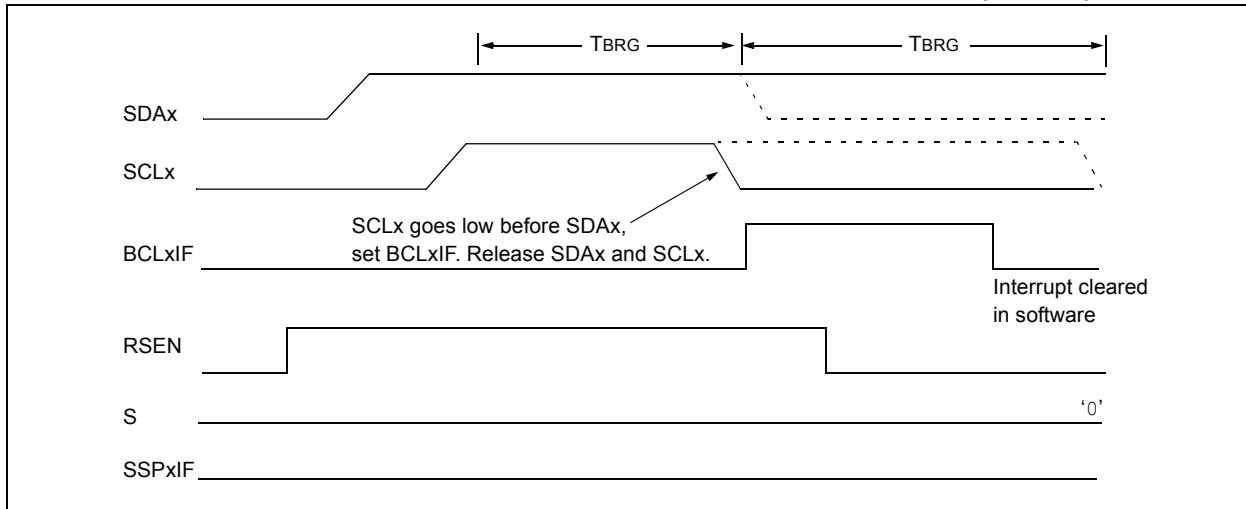 TBRG
TBRG
SDAx
SCLx
SCLx goes low before SDAx,
set BCLxIF. Release SDAx and SCLx.
BCLxIF
Interrupt cleared
in software
RSEN
S
‘0’
SSPxIF